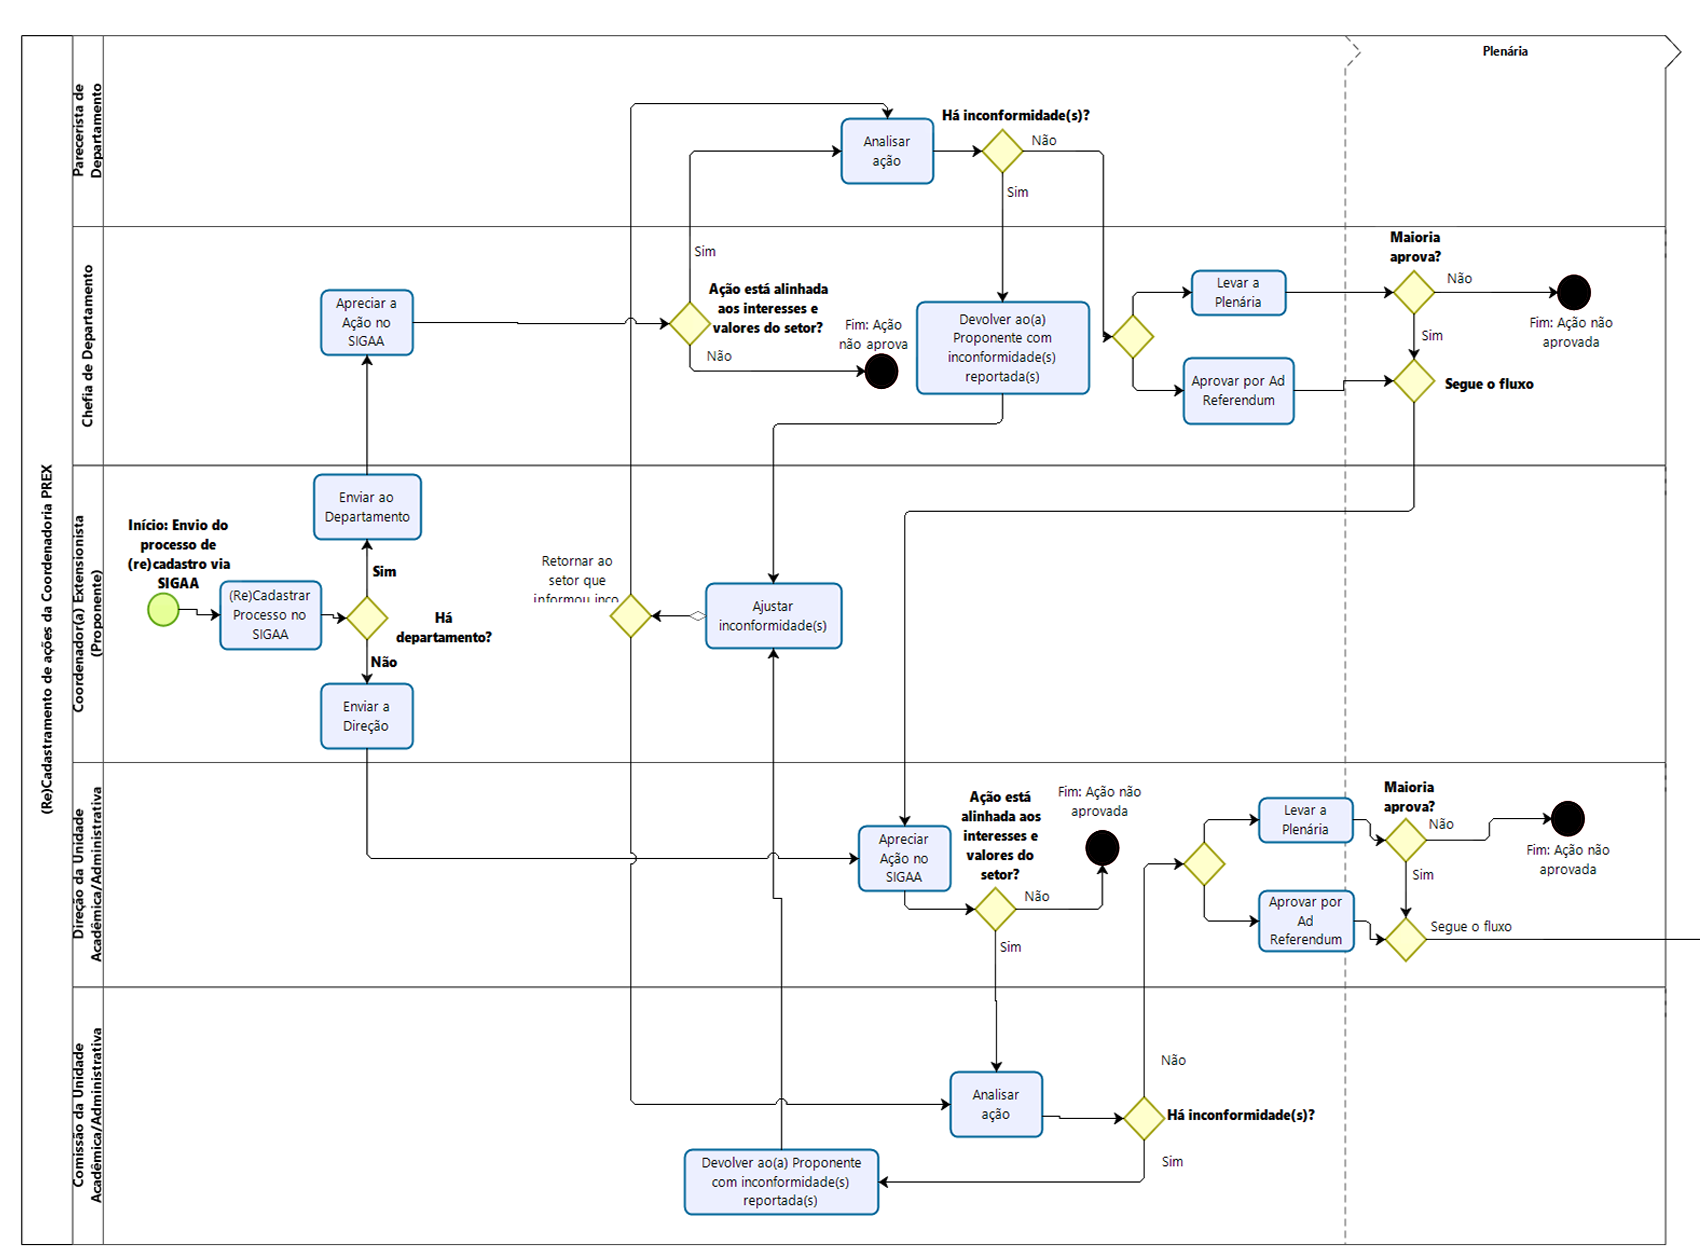 (Re)Cadastramento de ações da Coordenadoria PREX
Parecerista de
Departamento
Plenária
Analisar
ação
Há inconformidade(s)?
Não
Sim
Chefia de Departamento
Apreciar a
Ação no
SIGAA
Sim
Ação está alinhada
aos interesses e
valores do setor?
Não
Fim: Ação
não aprova
Devolver ao(a)
Proponente com
inconformidade(s)
reportada(s)
Levar a
Plenária
Aprovar por Ad
Referendum
Maioria
aprova?
Não
Fim: Ação não
aprovada
Sim
Segue o fluxo
Coordenador(a) Extensionista
(Proponente)
Início: Envio do
processo de
(re)cadastro via
SIGAA
(Re)Cadastrar
Processo no
SIGAA
Enviar ao
Departamento
Sim
Há
departamento?
Não
Enviar a
Direção
Retornar ao
setor que
informou inco
Ajustar
inconformidade(s)
Direção da Unidade
Acadêmica/Administrativa
Apreciar
Ação no
SIGAA
Ação está
alinhada aos
interesses e
valores do
setor?
Fim: Ação não
aprovada
Não
Sim
Levar a
Plenária
Aprovar por
Ad
Referendum
Maioria
aprova?
Não
Fim: Ação não
aprovada
Sim
Segue o fluxo
Comissão da Unidade
Acadêmica/Administrativa
Analisar
ação
Não
Há inconformidade(s)?
Sim
Devolver ao(a) Proponente
com inconformidade(s)
reportada(s)